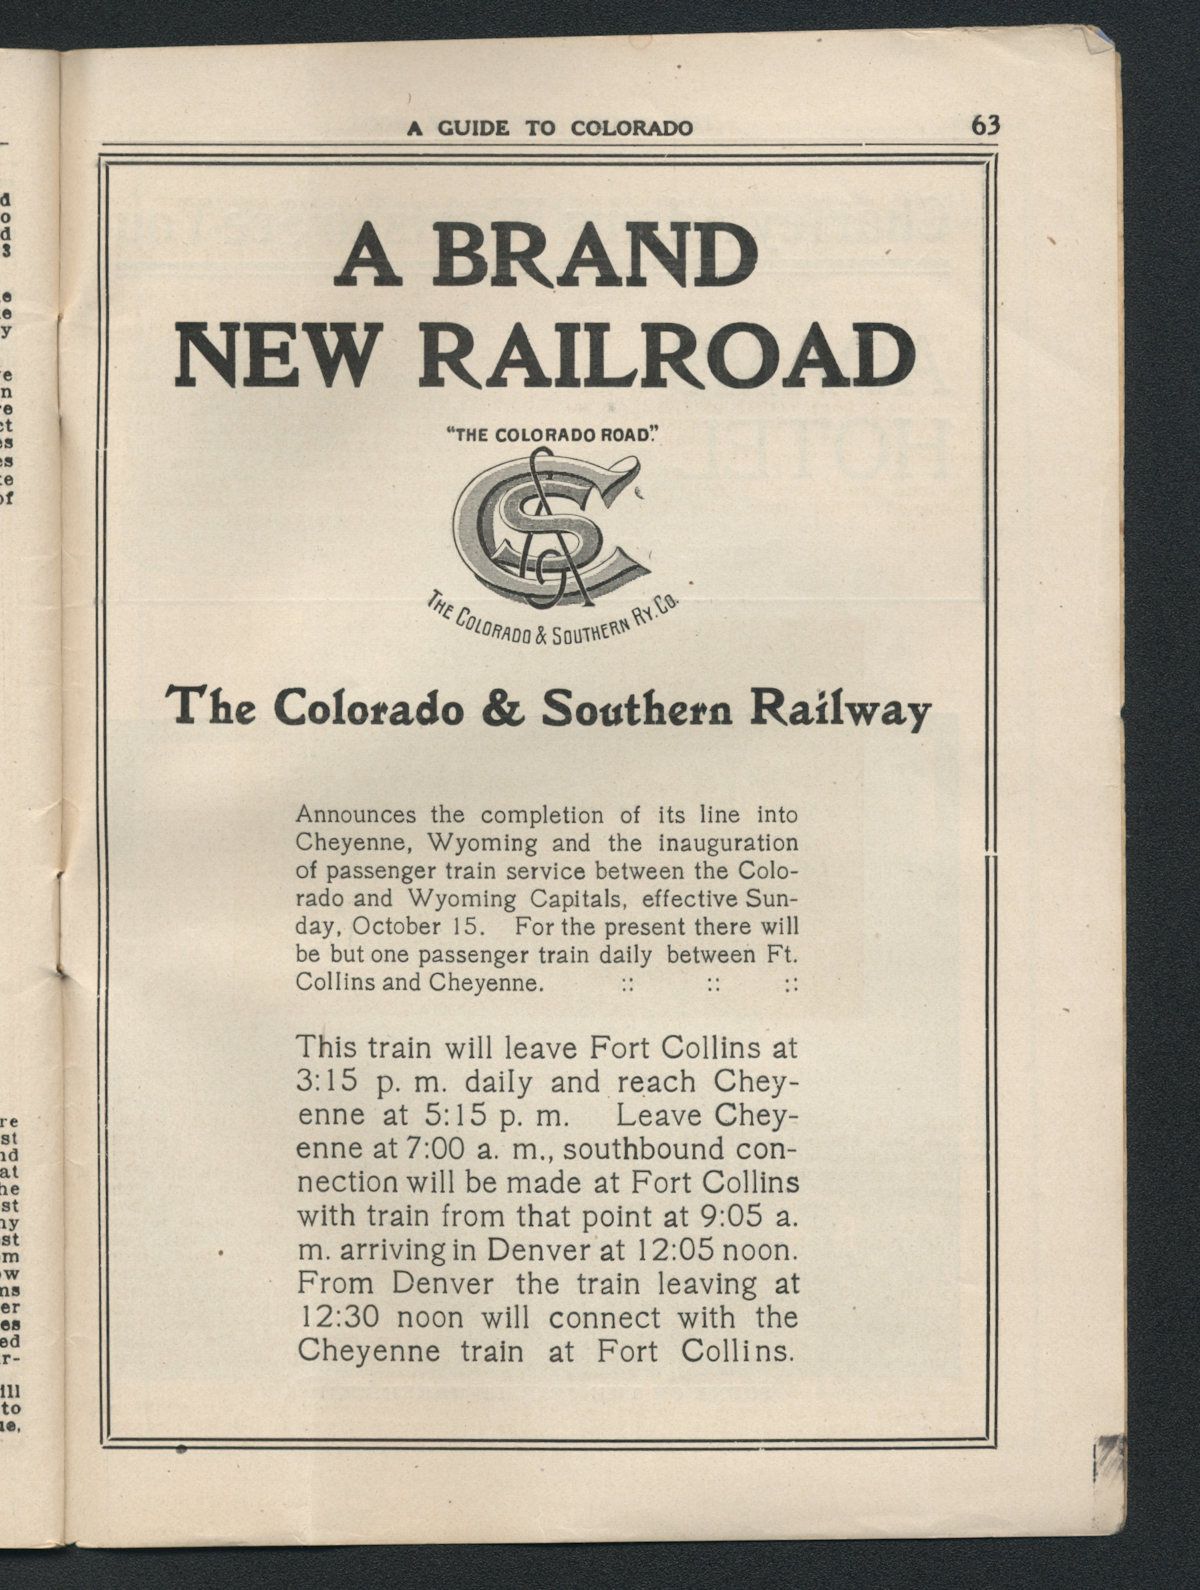 A GUIDE TO COLORADO 63
A BRAND
NEW RAILROAD
"THE COLORADO ROAD."
C&S
THE COLORADO & SOUTHERN RY. CO.
The Colorado & Southern Railway
Announces the completion of its line into
Cheyenne, Wyoming and the inauguration
of passenger train service between the Colo-
rado and Wyoming Capitals, effective Sun-
day, October 15. For the present there will
be but one passenger train daily between Ft.
Collins and Cheyenne. :: :: ::
This train will leave Fort Collins at
3:15 p. m. daily and reach Chey-
enne at 5:15 p. m. Leave Chey-
enne at 7:00 a. m., southbound con-
nection will be made at Fort Collins
with train from that point at 9:05 a.
m. arriving in Denver at 12:05 noon.
From Denver the train leaving at
12:30 noon will connect with the
Cheyenne train at Fort Collins.